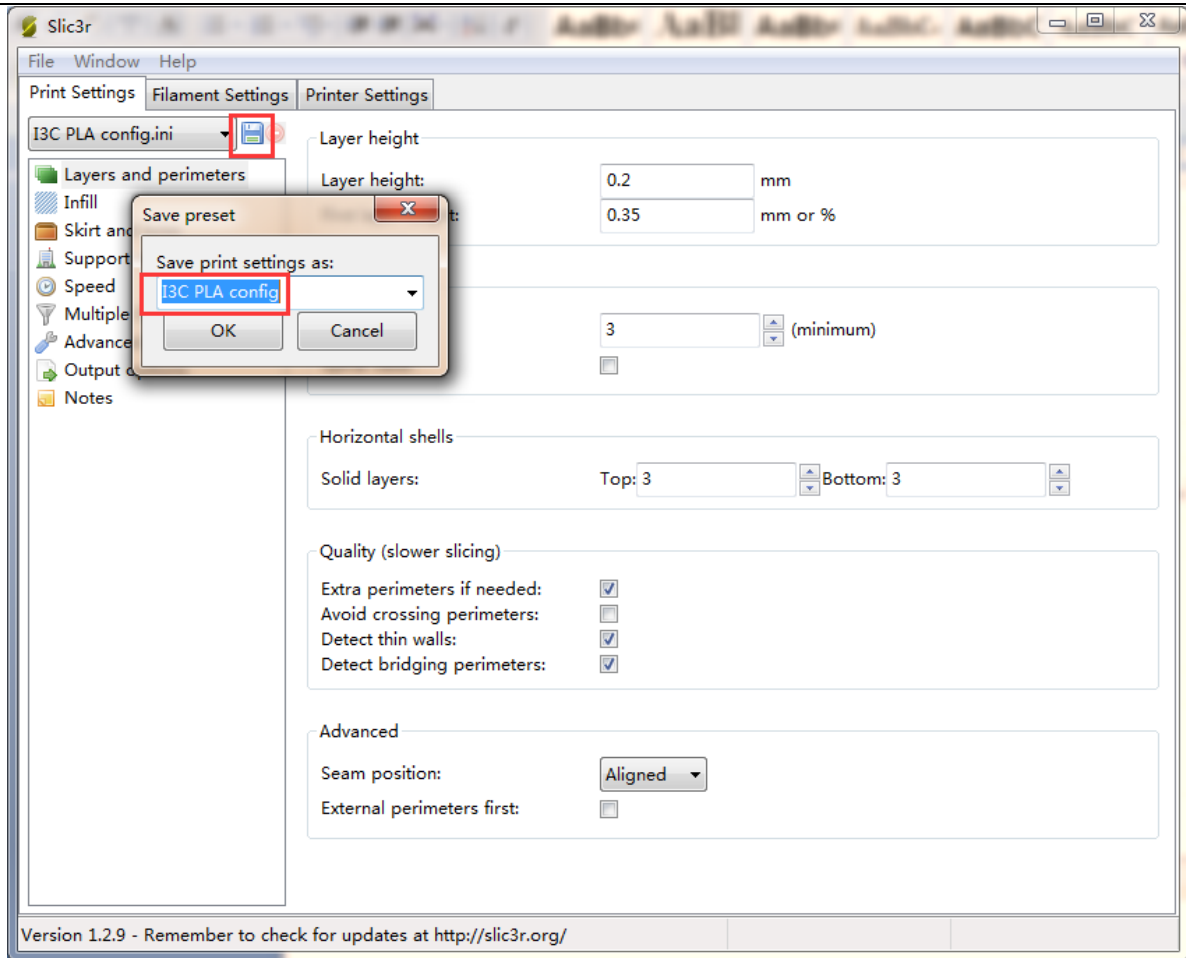 Slic3r
File Window Help
Print Settings Filament Settings Printer Settings
I3C PLA config.ini
Layers and perimeters
Infill
Skirt and
Support
Speed
Multiple
Advance
Output
Notes
Save preset
Save print settings as:
I3C PLA config
OK Cancel
Layer height
Layer height: 0.2 mm
0.35 mm or %
3 (minimum)
Horizontal shells
Solid layers: Top: 3 Bottom: 3
Quality (slower slicing)
Extra perimeters if needed:
Avoid crossing perimeters:
Detect thin walls:
Detect bridging perimeters:
Advanced
Seam position: Aligned
External perimeters first:
Version 1.2.9 - Remember to check for updates at http://slic3r.org/